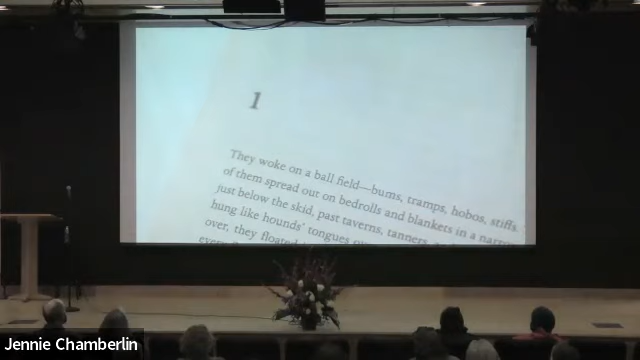 1
They woke on a ball field—bums, tramps, hobos, stiffs.
of them spread out on bedrolls and blankets in a
just below the skid, past taverns, tanners,
hung like hounds' tongues
over, they floated
Jennie Chamberlin